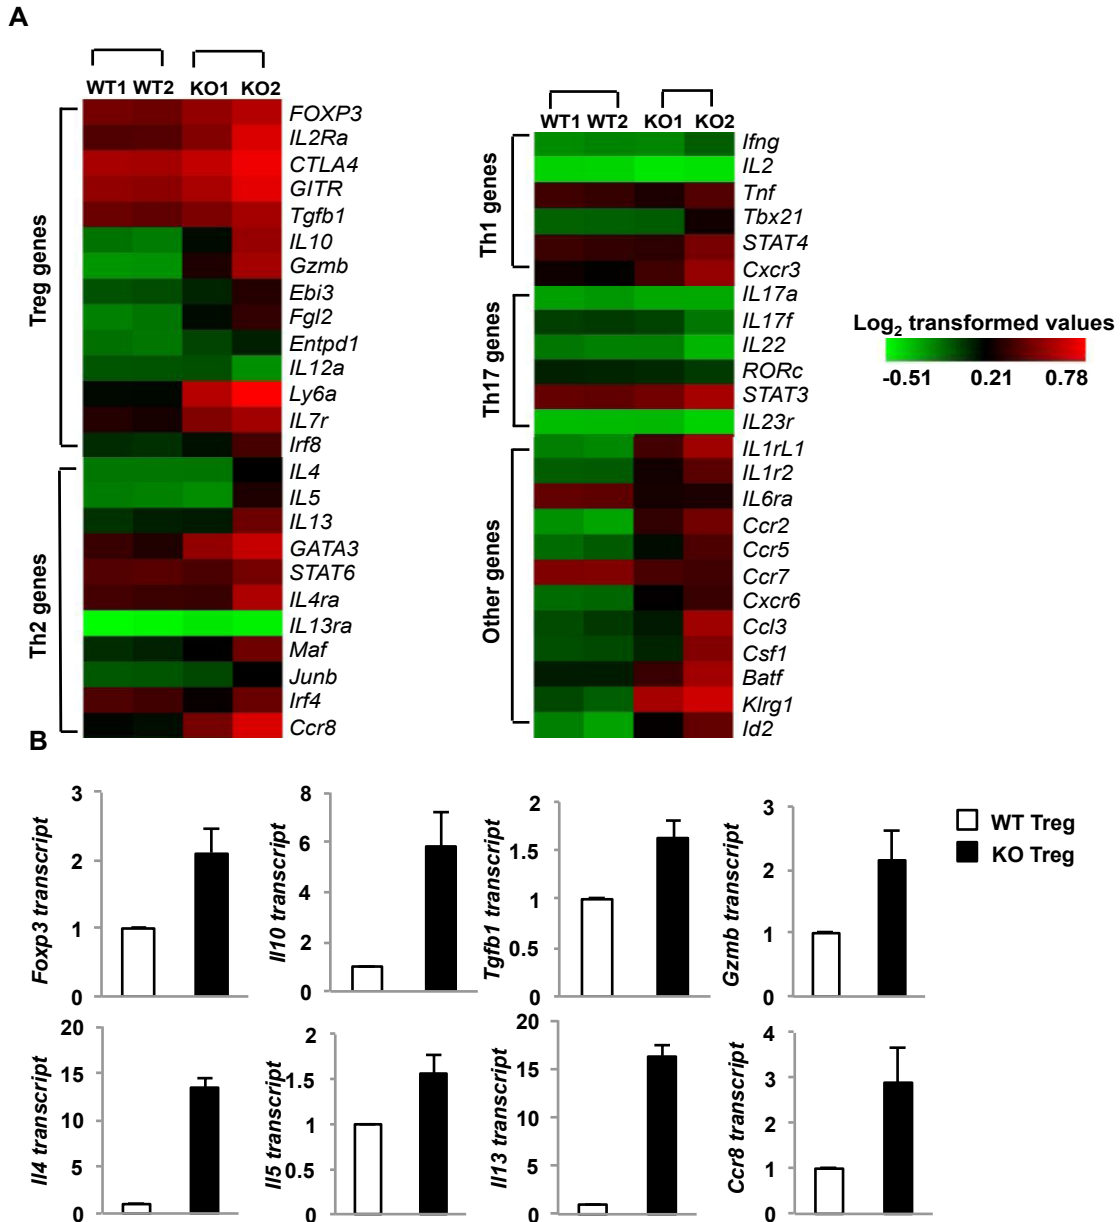 A
WT1 WT2 KO1 KO2
Treg genes
FOXP3
IL2Ra
CTLA4
GITR
Tgfb1
IL10
Gzmb
Ebi3
Fgl2
Entpd1
IL12a
Ly6a
IL7r
Irf8
Th2 genes
IL4
IL5
IL13
GATA3
STAT6
IL4ra
IL13ra
Maf
Junb
Irf4
Ccr8
WT1 WT2 KO1 KO2
Th1 genes
Ifng
IL2
Tnf
Tbx21
STAT4
Cxcr3
Th17 genes
IL17a
IL17f
IL22
RORc
STAT3
IL23r
Other genes
IL1rL1
IL1r2
IL6ra
Ccr2
Ccr5
Ccr7
Cxcr6
Ccl3
Csf1
Batf
Klrg1
Id2
Log2 transformed values
-0.51 0.21 0.78
B
Foxp3 transcript
3
2
1
0
Il10 transcript
8
6
4
2
0
Tgfb1 transcript
2
1.5
1
0.5
0
Gzmb transcript
3
2
1
0
WT Treg
KO Treg
Il4 transcript
20
15
10
5
0
Il5 transcript
2
1.5
1
0.5
0
Il13 transcript
20
15
10
5
0
Ccr8 transcript
4
3
2
1
0